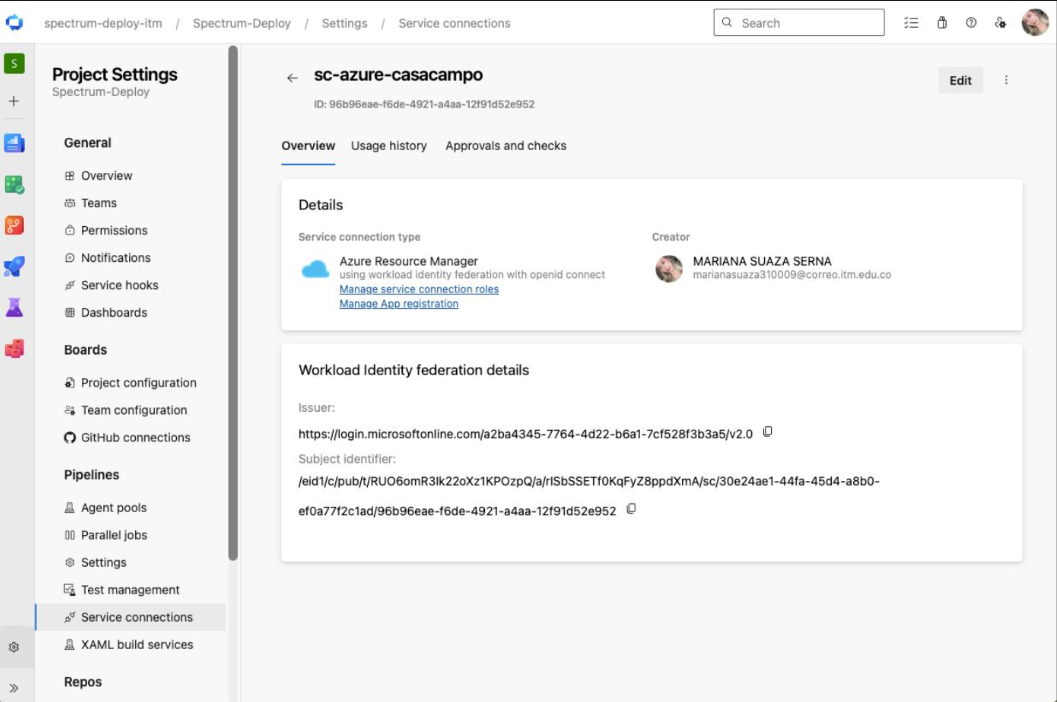 spectrum-deploy-itm / Spectrum-Deploy / Settings / Service connections
Search
S
Project Settings
Spectrum-Deploy
General
Overview
Teams
Permissions
Notifications
Service hooks
Dashboards
Boards
Project configuration
Team configuration
GitHub connections
Pipelines
Agent pools
Parallel jobs
Settings
Test management
Service connections
XAML build services
Repos
sc-azure-casacampo
ID: 96b96eae-f6de-4921-a4aa-12f91d52e952
Edit
Overview Usage history Approvals and checks
Details
Service connection type
Azure Resource Manager
using workload identity federation with openid connect
Manage service connection roles
Manage App registration
Creator
MARIANA SUAZA SERNA
marianasuaza310009@correo.itm.edu.co
Workload Identity federation details
Issuer:
https://login.microsoftonline.com/a2ba4345-7764-4d22-b6a1-7cf528f3b3a5/v2.0
Subject identifier:
/eid1/c/pub/t/RUO6omR3Ik22oXz1KPOzpQ/a/rISbSSETf0KqFyZ8ppdXmA/sc/30e24ae1-44fa-45d4-a8b0-
ef0a77f2c1ad/96b96eae-f6de-4921-a4aa-12f91d52e952